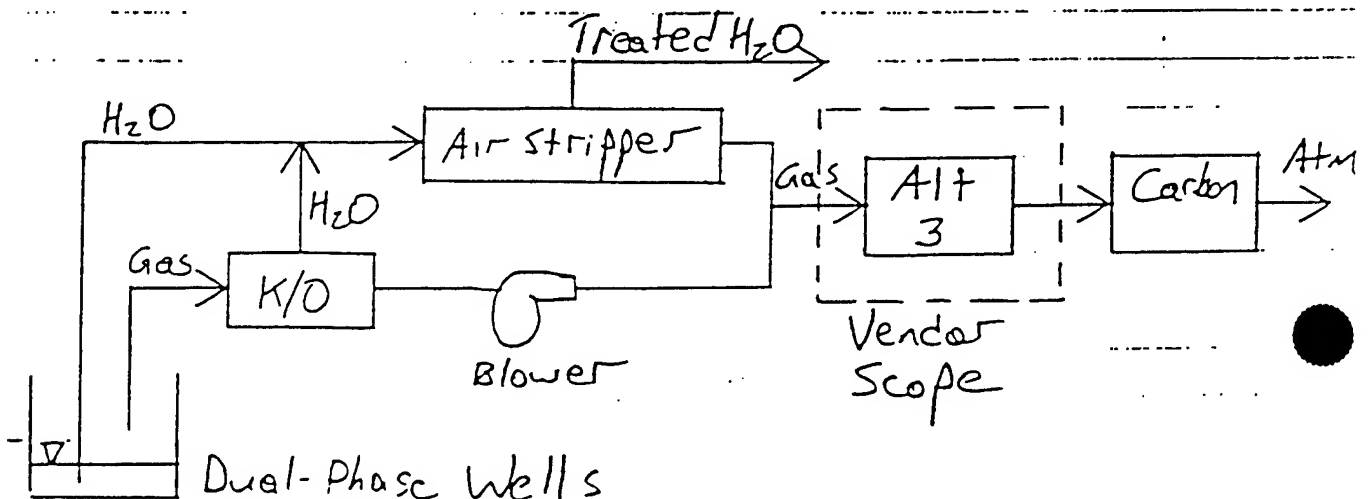 Treated H₂O
H₂O
Air Stripper
Gas
Alt
3
Carbon
Atm
H₂O
Gas
K/O
Blower
Vendor
Scope
Dual-Phase Wells